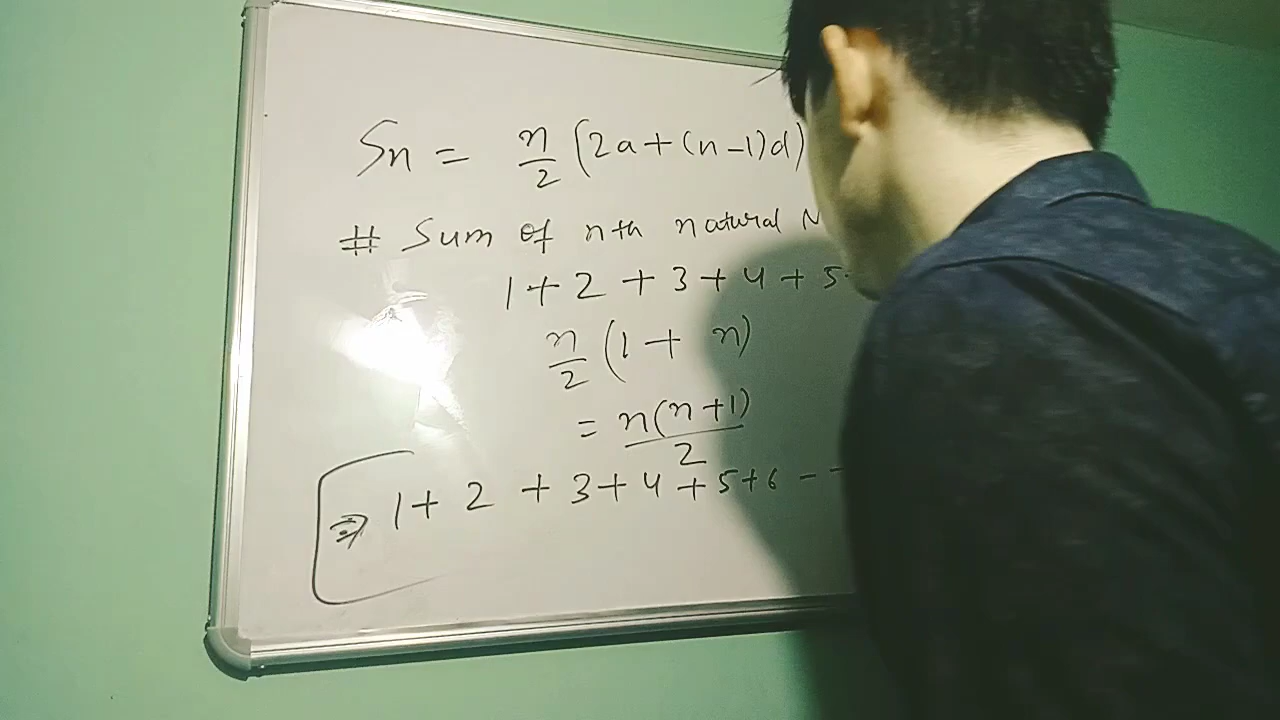 Sn = n/2 (2a+(n-1)d)
# Sum of nth natural N
1+2+3+4+5
n/2 (1+n)
= n(n+1)/2
⇒ 1+2+3+4+5+6--